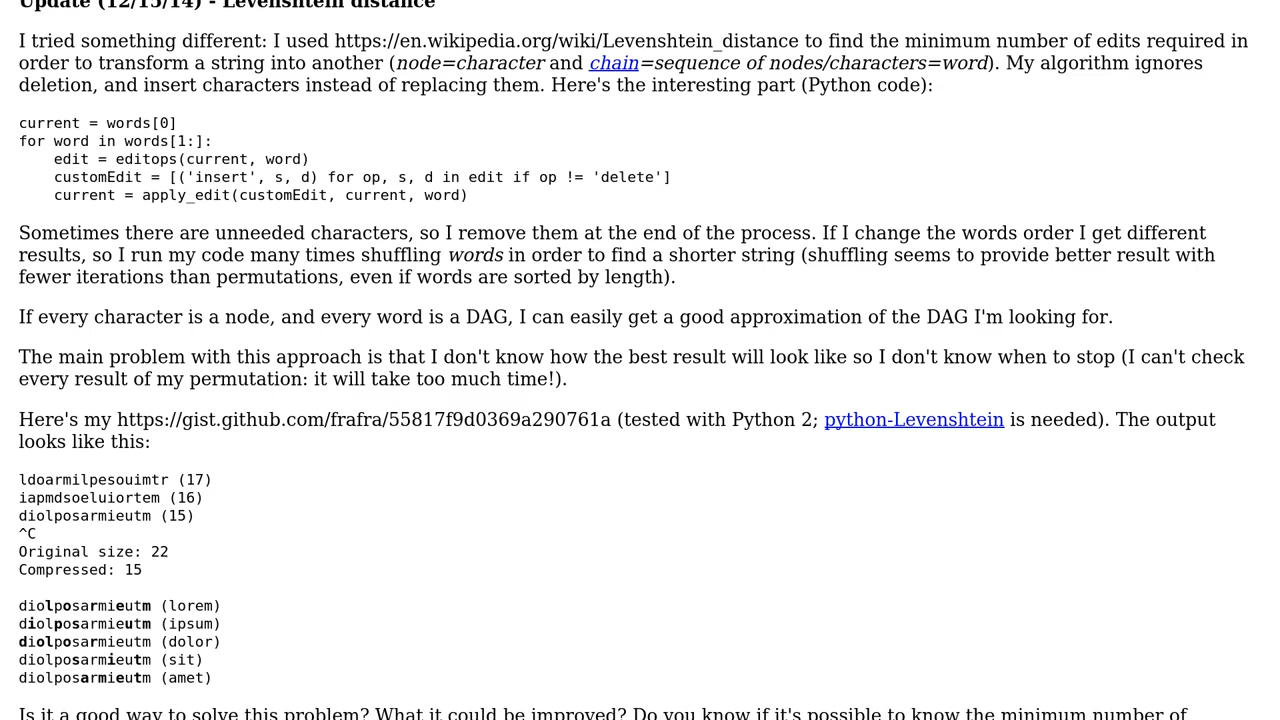 Update (12/15/14) - Levenshtein distance
I tried something different: I used https://en.wikipedia.org/wiki/Levenshtein_distance to find the minimum number of edits required in
order to transform a string into another (node=character and chain=sequence of nodes/characters=word). My algorithm ignores
deletion, and insert characters instead of replacing them. Here's the interesting part (Python code):
current = words[0]
for word in words[1:]:
    edit = editops(current, word)
    customEdit = [('insert', s, d) for op, s, d in edit if op != 'delete']
    current = apply_edit(customEdit, current, word)
Sometimes there are unneeded characters, so I remove them at the end of the process. If I change the words order I get different
results, so I run my code many times shuffling words in order to find a shorter string (shuffling seems to provide better result with
fewer iterations than permutations, even if words are sorted by length).
If every character is a node, and every word is a DAG, I can easily get a good approximation of the DAG I'm looking for.
The main problem with this approach is that I don't know how the best result will look like so I don't know when to stop (I can't check
every result of my permutation: it will take too much time!).
Here's my https://gist.github.com/frafra/55817f9d0369a290761a (tested with Python 2; python-Levenshtein is needed). The output
looks like this:
ldoarmilpesouimtr (17)
iapmdsoeluiortem (16)
diolposarmieutm (15)
^C
Original size: 22
Compressed: 15
diolposarmieutm (lorem)
diolposarmieutm (ipsum)
diolposarmieutm (dolor)
diolposarmieutm (sit)
diolposarmieutm (amet)
Is it a good way to solve this problem? What it could be improved? Do you know if it's possible to know the minimum number of